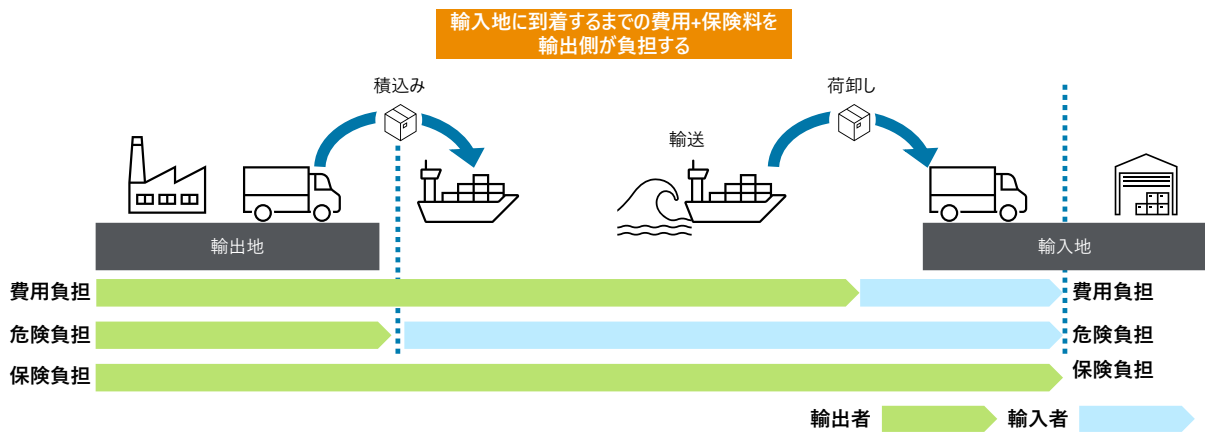 輸入地に到着するまでの費用+保険料を
輸出側が負担する
積込み
荷卸し
輸送
輸出地
輸入地
費用負担
費用負担
危険負担
危険負担
保険負担
保険負担
輸出者
輸入者